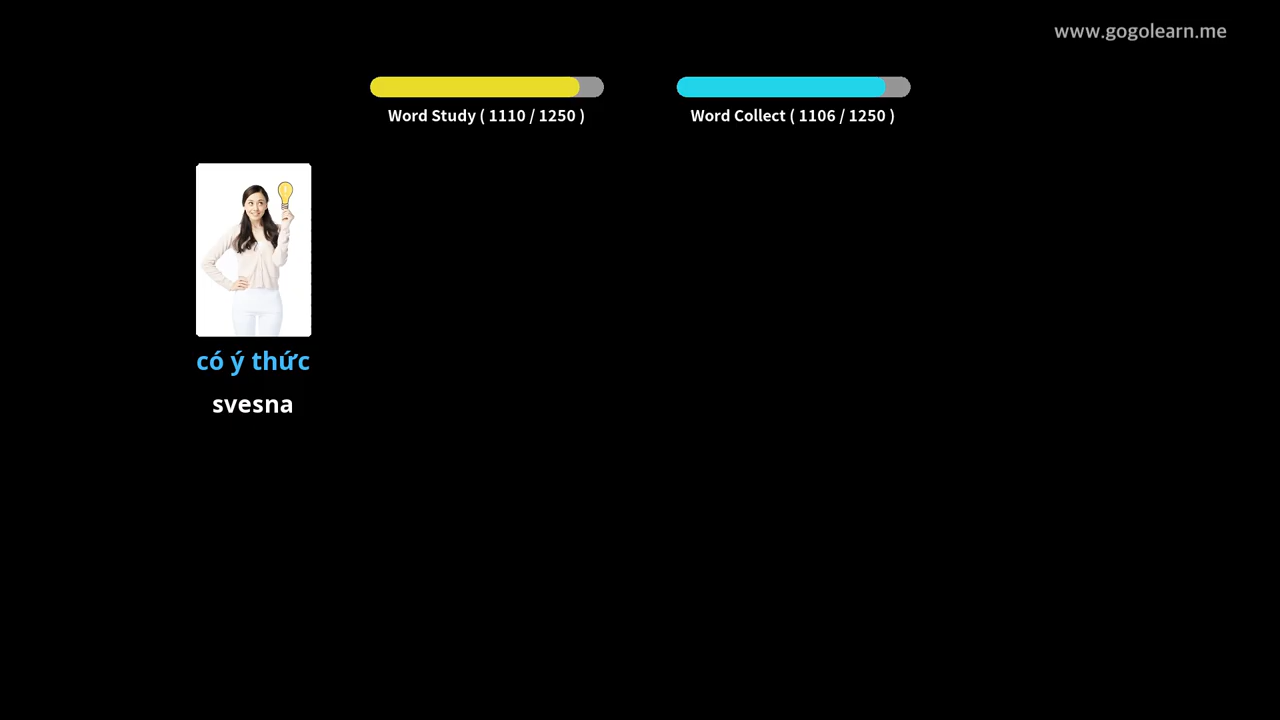 www.gogolearn.me
Word Study ( 1110 / 1250 )
Word Collect ( 1106 / 1250 )
có ý thức
svesna